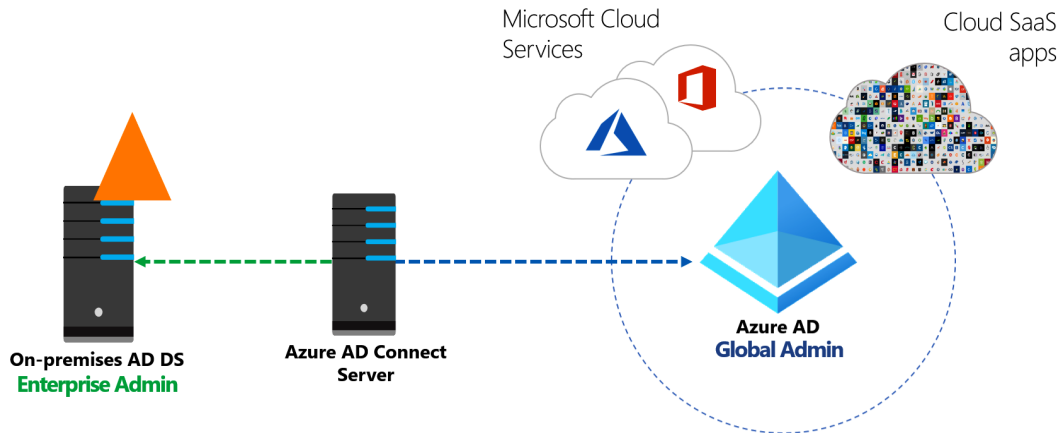 Microsoft Cloud
Services
Cloud SaaS
apps
On-premises AD DS
Enterprise Admin
Azure AD Connect
Server
Azure AD
Global Admin